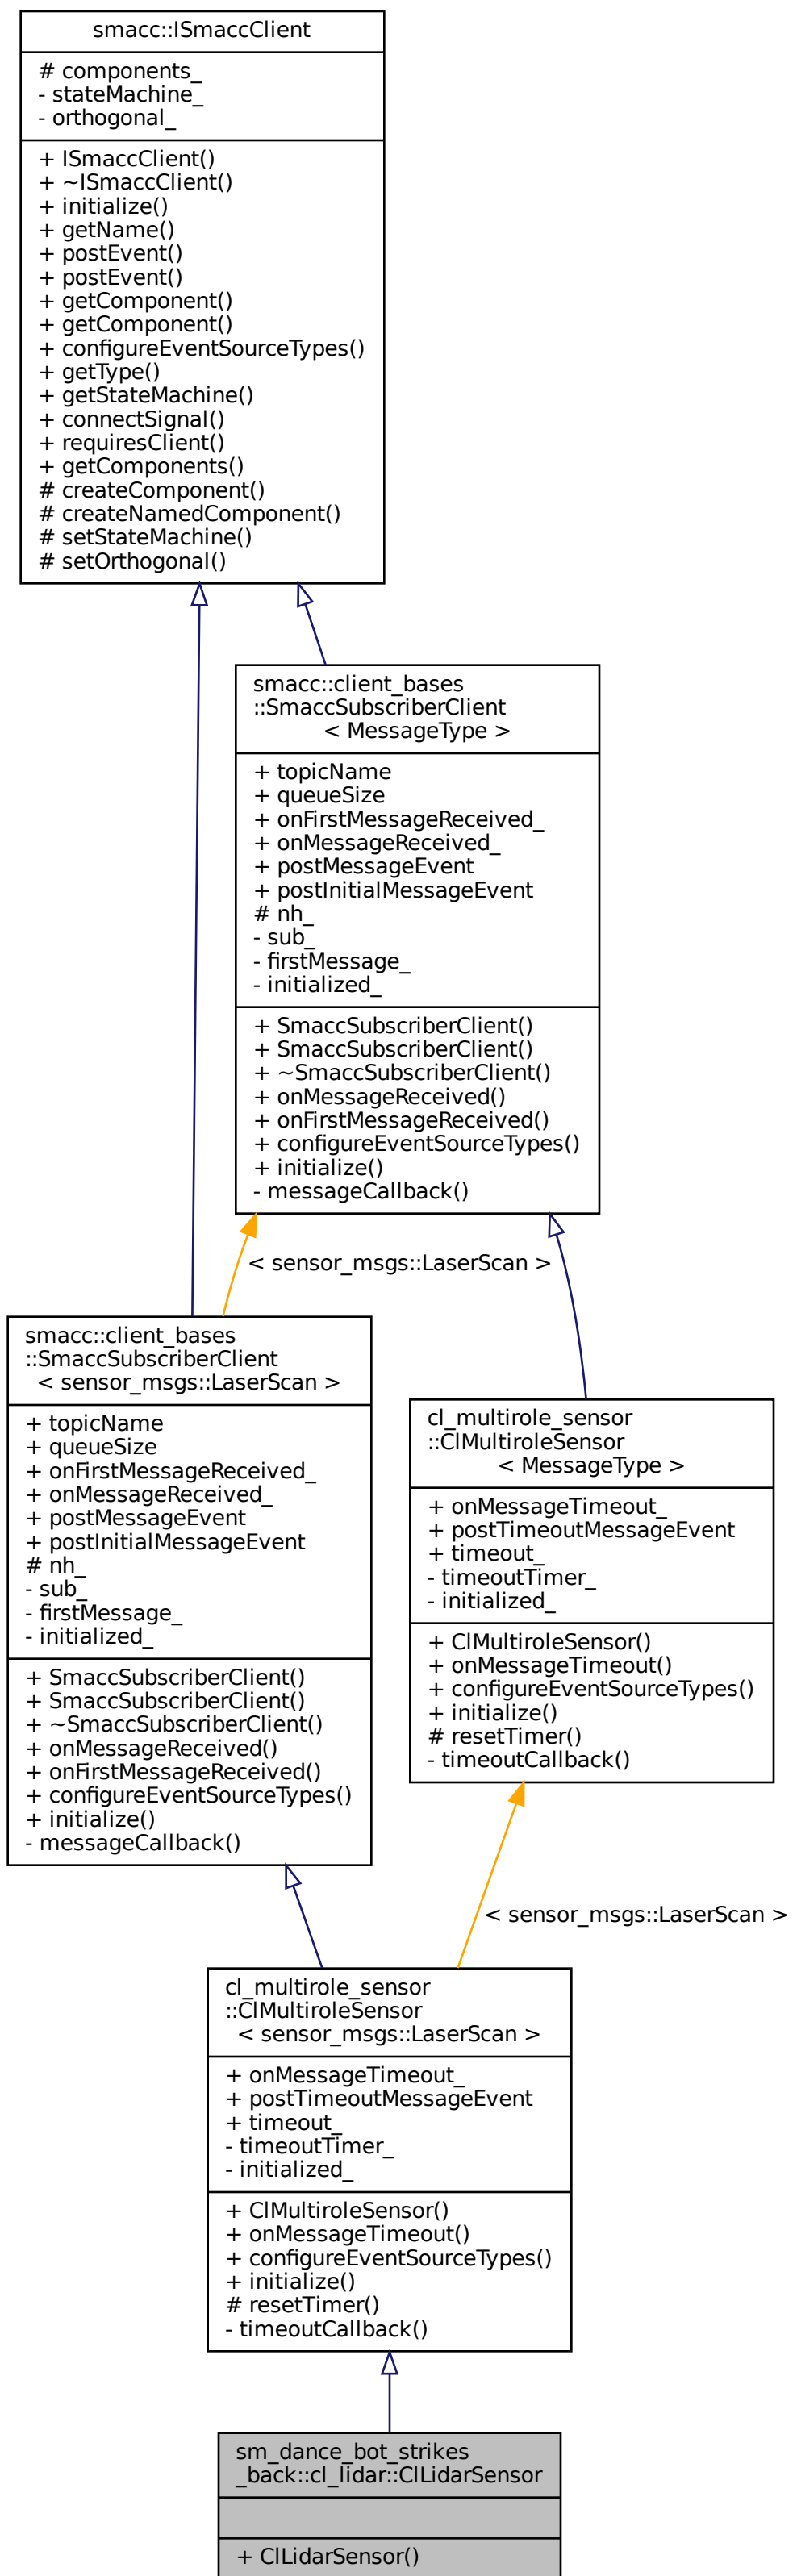 smacc::ISmaccClient
# components_
- stateMachine_
- orthogonal_
+ ISmaccClient()
+ ~ISmaccClient()
+ initialize()
+ getName()
+ postEvent()
+ postEvent()
+ getComponent()
+ getComponent()
+ configureEventSourceTypes()
+ getType()
+ getStateMachine()
+ connectSignal()
+ requiresClient()
+ getComponents()
# createComponent()
# createNamedComponent()
# setStateMachine()
# setOrthogonal()
smacc::client_bases
::SmaccSubscriberClient
< MessageType >
+ topicName
+ queueSize
+ onFirstMessageReceived_
+ onMessageReceived_
+ postMessageEvent
+ postInitialMessageEvent
# nh_
- sub_
- firstMessage_
- initialized_
+ SmaccSubscriberClient()
+ SmaccSubscriberClient()
+ ~SmaccSubscriberClient()
+ onMessageReceived()
+ onFirstMessageReceived()
+ configureEventSourceTypes()
+ initialize()
- messageCallback()
< sensor_msgs::LaserScan >
smacc::client_bases
::SmaccSubscriberClient
< sensor_msgs::LaserScan >
+ topicName
+ queueSize
+ onFirstMessageReceived_
+ onMessageReceived_
+ postMessageEvent
+ postInitialMessageEvent
# nh_
- sub_
- firstMessage_
- initialized_
+ SmaccSubscriberClient()
+ SmaccSubscriberClient()
+ ~SmaccSubscriberClient()
+ onMessageReceived()
+ onFirstMessageReceived()
+ configureEventSourceTypes()
+ initialize()
- messageCallback()
cl_multirole_sensor
::ClMultiroleSensor
< MessageType >
+ onMessageTimeout_
+ postTimeoutMessageEvent
+ timeout_
- timeoutTimer_
- initialized_
+ ClMultiroleSensor()
+ onMessageTimeout()
+ configureEventSourceTypes()
+ initialize()
# resetTimer()
- timeoutCallback()
< sensor_msgs::LaserScan >
cl_multirole_sensor
::ClMultiroleSensor
< sensor_msgs::LaserScan >
+ onMessageTimeout_
+ postTimeoutMessageEvent
+ timeout_
- timeoutTimer_
- initialized_
+ ClMultiroleSensor()
+ onMessageTimeout()
+ configureEventSourceTypes()
+ initialize()
# resetTimer()
- timeoutCallback()
sm_dance_bot_strikes
_back::cl_lidar::ClLidarSensor
+ ClLidarSensor()